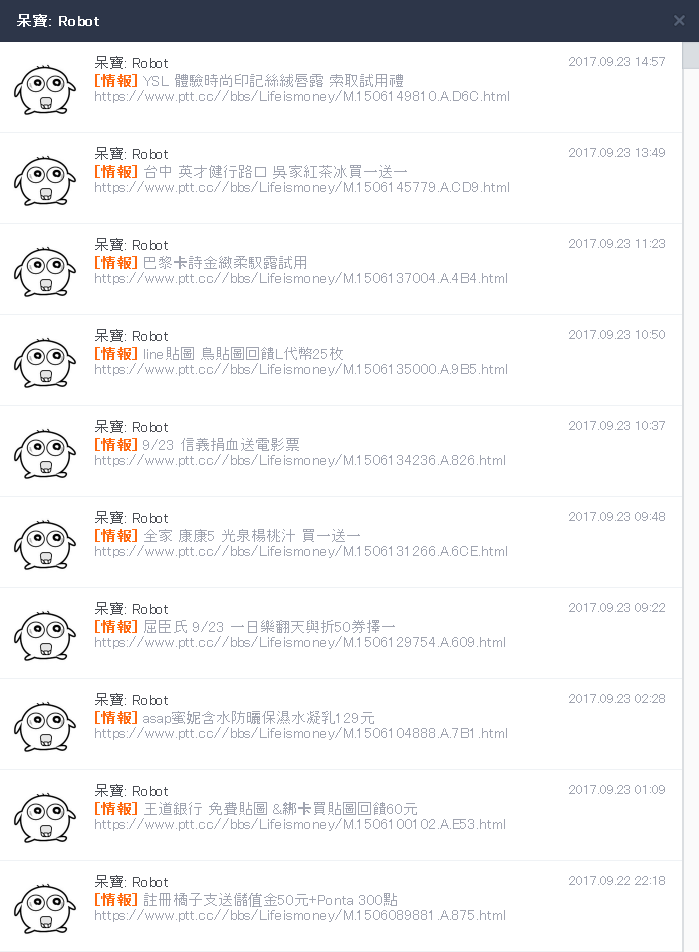 呆寶: Robot
呆寶: Robot 2017.09.23 14:57
[情報] YSL 體驗時尚印記絲絨唇露 索取試用禮
https://www.ptt.cc//bbs/Lifeismoney/M.1506149810.A.D6C.html
呆寶: Robot 2017.09.23 13:49
[情報] 台中 英才健行路口 吳家紅茶冰買一送一
https://www.ptt.cc//bbs/Lifeismoney/M.1506145779.A.CD9.html
呆寶: Robot 2017.09.23 11:23
[情報] 巴黎卡詩金緻柔馭露試用
https://www.ptt.cc//bbs/Lifeismoney/M.1506137004.A.4B4.html
呆寶: Robot 2017.09.23 10:50
[情報] line貼圖 鳥貼圖回饋L代幣25枚
https://www.ptt.cc//bbs/Lifeismoney/M.1506135000.A.9B5.html
呆寶: Robot 2017.09.23 10:37
[情報] 9/23 信義捐血送電影票
https://www.ptt.cc//bbs/Lifeismoney/M.1506134236.A.826.html
呆寶: Robot 2017.09.23 09:48
[情報] 全家 康康5 光泉楊桃汁 買一送一
https://www.ptt.cc//bbs/Lifeismoney/M.1506131266.A.6CE.html
呆寶: Robot 2017.09.23 09:22
[情報] 屈臣氏 9/23 一日樂翻天與折50券擇一
https://www.ptt.cc//bbs/Lifeismoney/M.1506129754.A.609.html
呆寶: Robot 2017.09.23 02:28
[情報] asap蜜妮含水防曬保濕水凝乳129元
https://www.ptt.cc//bbs/Lifeismoney/M.1506104888.A.7B1.html
呆寶: Robot 2017.09.23 01:09
[情報] 王道銀行 免費貼圖 &綁卡買貼圖回饋60元
https://www.ptt.cc//bbs/Lifeismoney/M.1506100102.A.E53.html
呆寶: Robot 2017.09.22 22:18
[情報] 註冊橘子支送儲值金50元+Ponta 300點
https://www.ptt.cc//bbs/Lifeismoney/M.1506089881.A.875.html